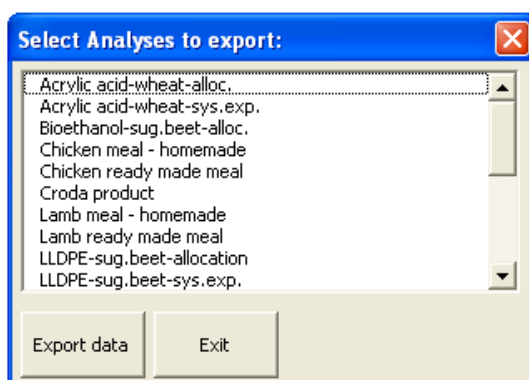 Select Analyses to export:
Acrylic acid-wheat-alloc.
Acrylic acid-wheat-sys.exp.
Bioethanol-sug.beet-alloc.
Chicken meal - homemade
Chicken ready made meal
Croda product
Lamb meal - homemade
Lamb ready made meal
LLDPE-sug.beet-allocation
LLDPE-sug.beet-sys.exp.
Export data
Exit